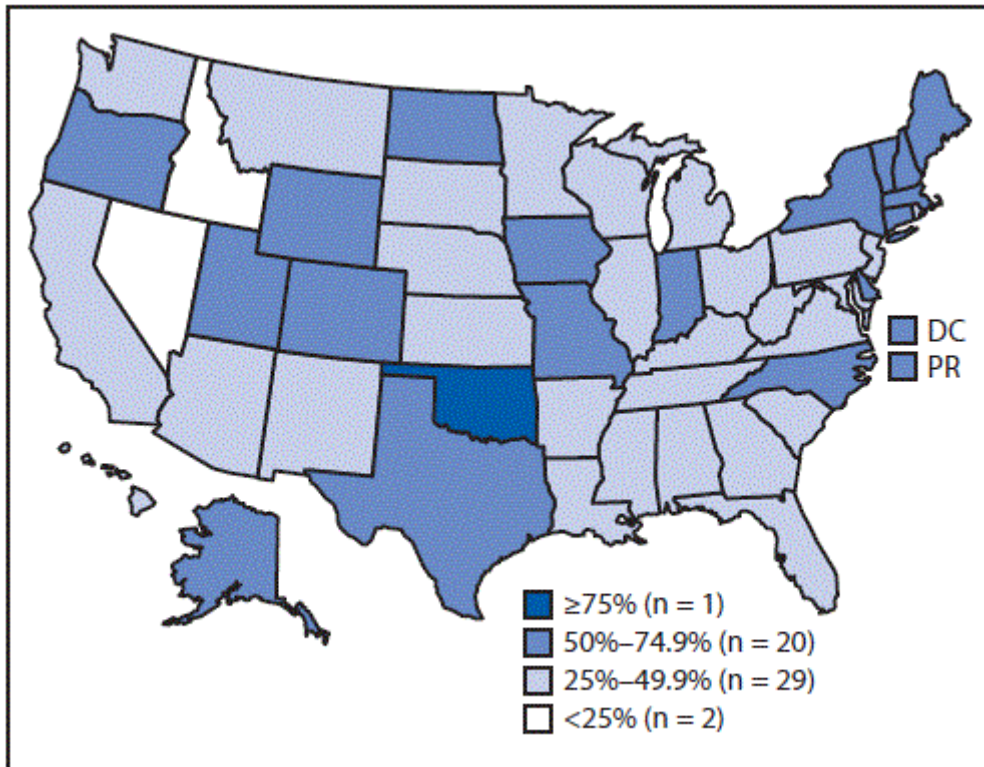 DC
PR
≥75% (n = 1)
50%–74.9% (n = 20)
25%–49.9% (n = 29)
<25% (n = 2)